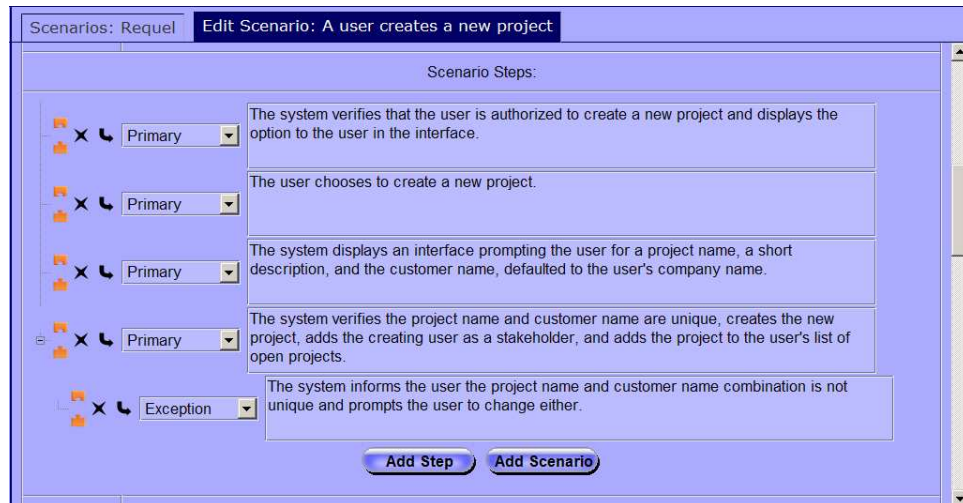 Scenarios: Requel
Edit Scenario: A user creates a new project
Scenario Steps:
Primary
The system verifies that the user is authorized to create a new project and displays the
option to the user in the interface.
Primary
The user chooses to create a new project.
Primary
The system displays an interface prompting the user for a project name, a short
description, and the customer name, defaulted to the user's company name.
Primary
The system verifies the project name and customer name are unique, creates the new
project, adds the creating user as a stakeholder, and adds the project to the user's list of
open projects.
Exception
The system informs the user the project name and customer name combination is not
unique and prompts the user to change either.
Add Step
Add Scenario